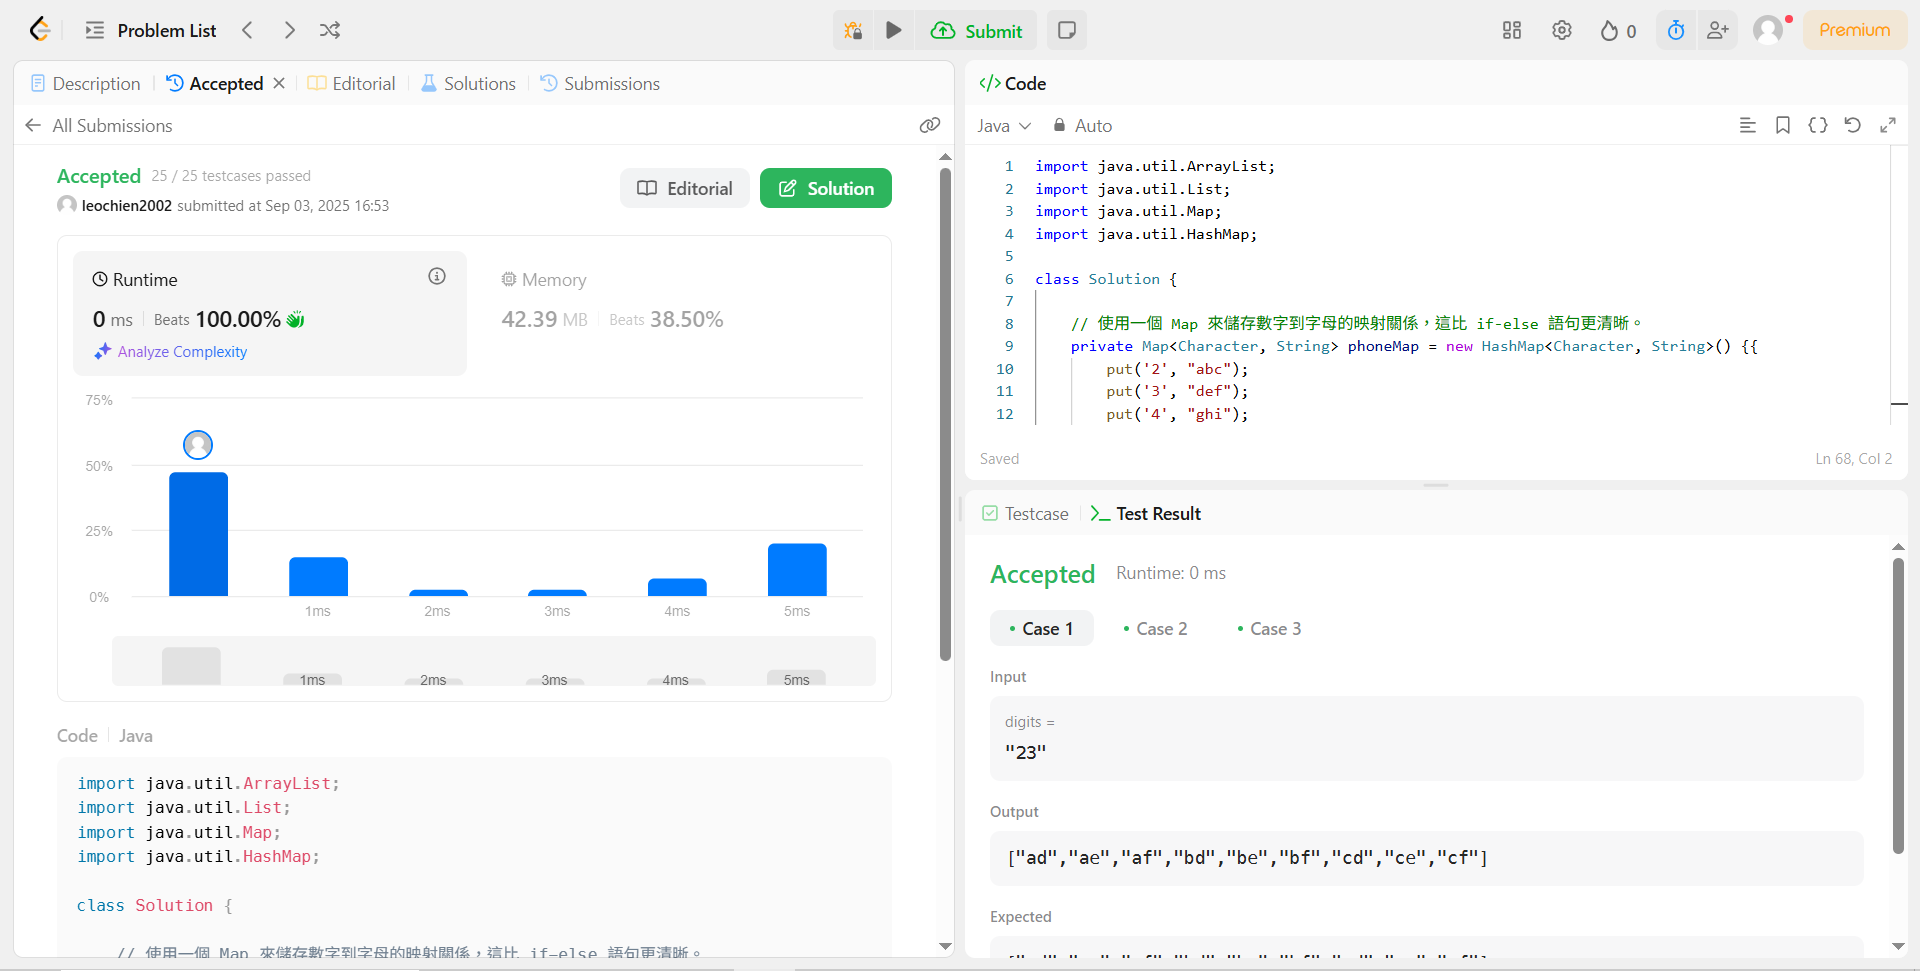 Problem List
Submit
0
Premium
Description
Accepted
Editorial
Solutions
Submissions
All Submissions
Accepted 25 / 25 testcases passed
leochien2002 submitted at Sep 03, 2025 16:53
Editorial
Solution
Runtime
0 ms
Beats 100.00%
Analyze Complexity
Memory
42.39 MB
Beats 38.50%
75%
50%
25%
0%
1ms 2ms 3ms 4ms 5ms
1ms 2ms 3ms 4ms 5ms
Code
Java
import java.util.ArrayList;
import java.util.List;
import java.util.Map;
import java.util.HashMap;
class Solution {
// 使用一個 Map 來儲存數字到字母的映射關係，這比 if-else 語句更清晰。
</> Code
Java
Auto
1 import java.util.ArrayList;
2 import java.util.List;
3 import java.util.Map;
4 import java.util.HashMap;
5
6 class Solution {
7
8 // 使用一個 Map 來儲存數字到字母的映射關係，這比 if-else 語句更清晰。
9 private Map<Character, String> phoneMap = new HashMap<Character, String>() {{
10 put('2', "abc");
11 put('3', "def");
12 put('4', "ghi");
Saved
Ln 68, Col 2
Testcase
Test Result
Accepted
Runtime: 0 ms
Case 1
Case 2
Case 3
Input
digits =
"23"
Output
["ad","ae","af","bd","be","bf","cd","ce","cf"]
Expected